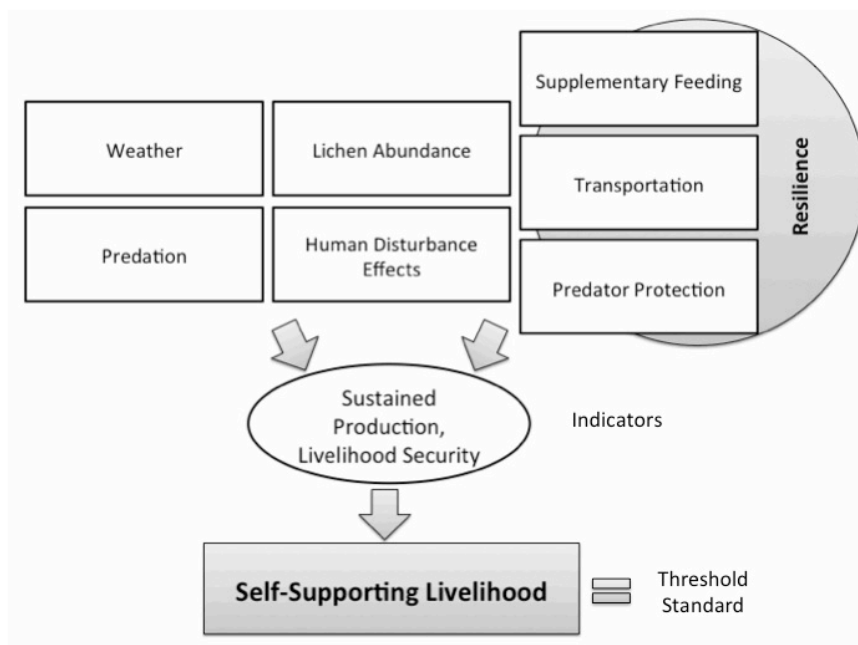 Supplementary Feeding
Weather
Lichen Abundance
Transportation
Resilience
Predation
Human Disturbance
Effects
Predator Protection
Sustained
Production,
Livelihood Security
Indicators
Self-Supporting Livelihood
Threshold
Standard